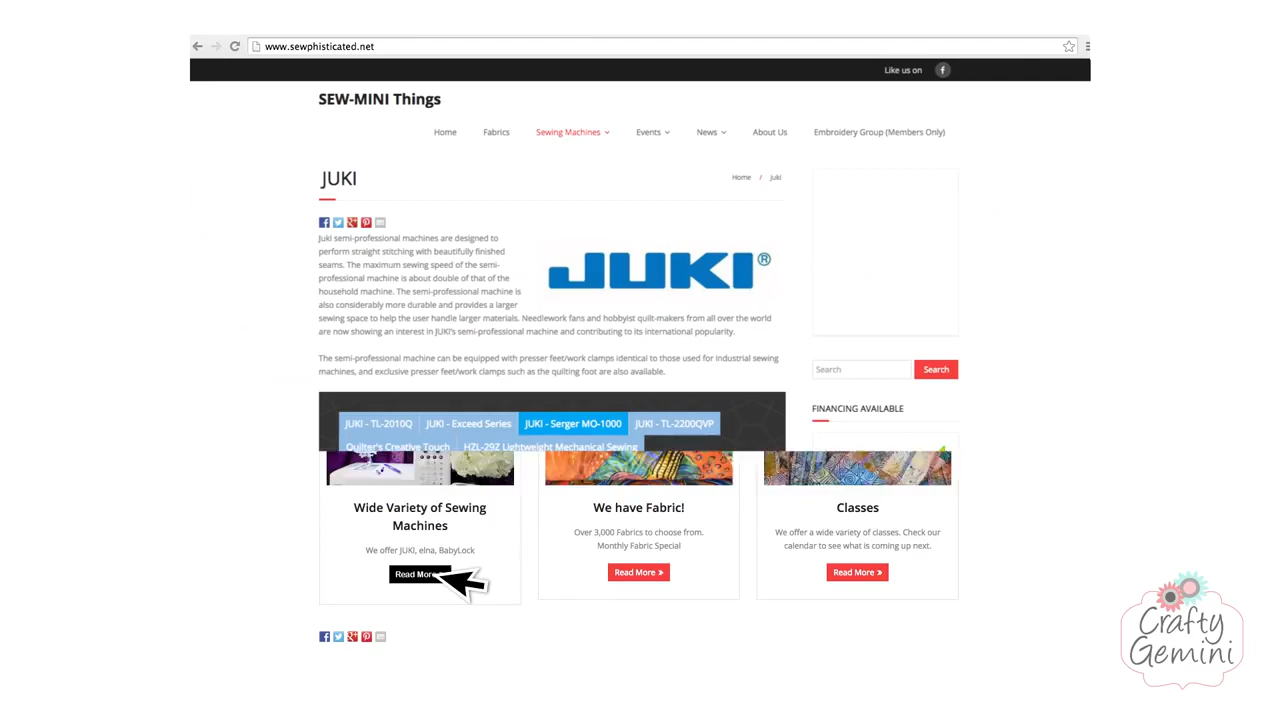 www.sewphisticated.net
Like us on
SEW-MINI Things
Home Fabrics Sewing Machines Events News About Us Embroidery Group (Members Only)
JUKI
Home / Juki
Juki semi-professional machines are designed to
perform straight stitching with beautifully finished
seams. The maximum sewing speed of the semi-
professional machine is about double of that of the
household machine. The semi-professional machine is
also considerably more durable and provides a larger
sewing space to help the user handle larger materials. Needlework fans and hobbyist quilt-makers from all over the world
are now showing an interest in JUKI's semi-professional machine and contributing to its international popularity.
JUKI®
The semi-professional machine can be equipped with presser feet/work clamps identical to those used for industrial sewing
machines, and exclusive presser feet/work clamps such as the quilting foot are also available.
Search Search
FINANCING AVAILABLE
JUKI - TL-2010Q JUKI - Exceed Series JUKI - Serger MO-1000 JUKI - TL-2200QVP
Quilter's Creative Touch HZL-29Z Lightweight Mechanical Sewing
Wide Variety of Sewing
Machines
We offer JUKI, elna, BabyLock
Read More
We have Fabric!
Over 3,000 Fabrics to choose from.
Monthly Fabric Special
Read More »
Classes
We offer a wide variety of classes. Check our
calendar to see what is coming up next.
Read More »
Crafty
Gemini